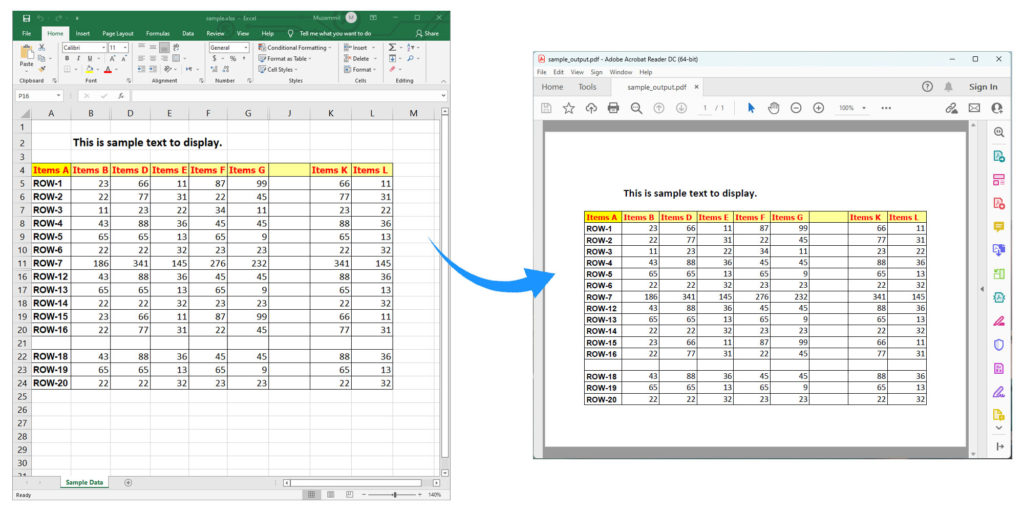 sample.xlsx - Excel
Muzammil M
File Home Insert Page Layout Formulas Data Review View Help Tell me what you want to do Share
Paste
Calibri 11
General
Conditional Formatting
Format as Table
Cell Styles
Insert
Delete
Format
Clipboard Font Alignment Number Styles Cells Editing
P16 fx
A B D E F G J K L M
1
2 This is sample text to display.
3
4 Items A Items B Items D Items E Items F Items G Items K Items L
5 ROW-1 23 66 11 87 99 66 11
6 ROW-2 22 77 31 22 45 77 31
7 ROW-3 11 23 22 34 11 23 22
8 ROW-4 43 88 36 45 45 88 36
9 ROW-5 65 65 13 65 9 65 13
10 ROW-6 22 22 32 23 23 22 32
11 ROW-7 186 341 145 276 232 341 145
16 ROW-12 43 88 36 45 45 88 36
17 ROW-13 65 65 13 65 9 65 13
18 ROW-14 22 22 32 23 23 22 32
19 ROW-15 23 66 11 87 99 66 11
20 ROW-16 22 77 31 22 45 77 31
21
22 ROW-18 43 88 36 45 45 88 36
23 ROW-19 65 65 13 65 9 65 13
24 ROW-20 22 22 32 23 23 22 32
25
26
27
28
29
30
Sample Data
Ready 140%
sample_output.pdf - Adobe Acrobat Reader DC (64-bit)
File Edit View Sign Window Help
Home Tools sample_output.pdf × Sign In
1 / 1 100%
This is sample text to display.
Items A Items B Items D Items E Items F Items G Items K Items L
ROW-1 23 66 11 87 99 66 11
ROW-2 22 77 31 22 45 77 31
ROW-3 11 23 22 34 11 23 22
ROW-4 43 88 36 45 45 88 36
ROW-5 65 65 13 65 9 65 13
ROW-6 22 22 32 23 23 22 32
ROW-7 186 341 145 276 232 341 145
ROW-12 43 88 36 45 45 88 36
ROW-13 65 65 13 65 9 65 13
ROW-14 22 22 32 23 23 22 32
ROW-15 23 66 11 87 99 66 11
ROW-16 22 77 31 22 45 77 31
ROW-18 43 88 36 45 45 88 36
ROW-19 65 65 13 65 9 65 13
ROW-20 22 22 32 23 23 22 32